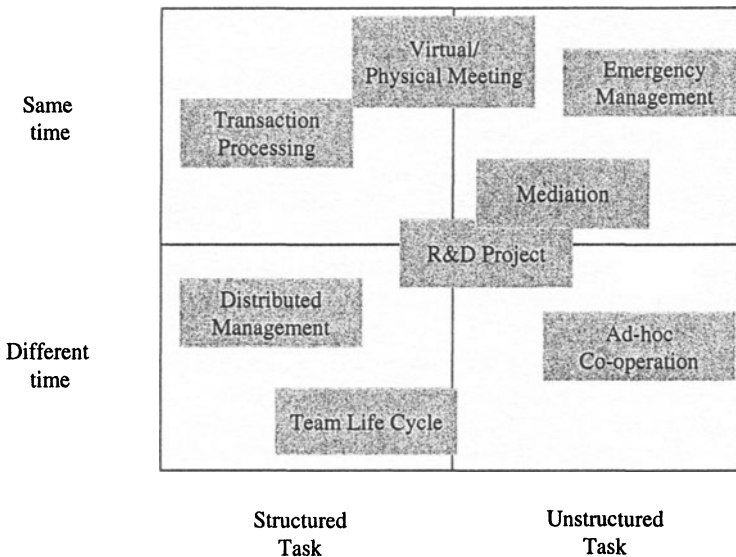 Virtual/
Physical Meeting
Emergency
Management
Same
time
Transaction
Processing
Mediation
R&D Project
Distributed
Management
Different
time
Ad-hoc
Co-operation
Team Life Cycle
Structured
Task
Unstructured
Task